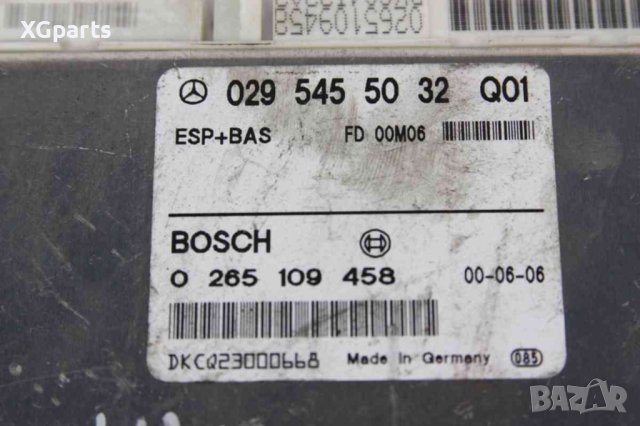 XGparts
0265109458
029 545 50 32 Q01
ESP+BAS FD 00M06
BOSCH
0 265 109 458 00-06-06
DKCQ23000668 Made in Germany 085
BAZAR